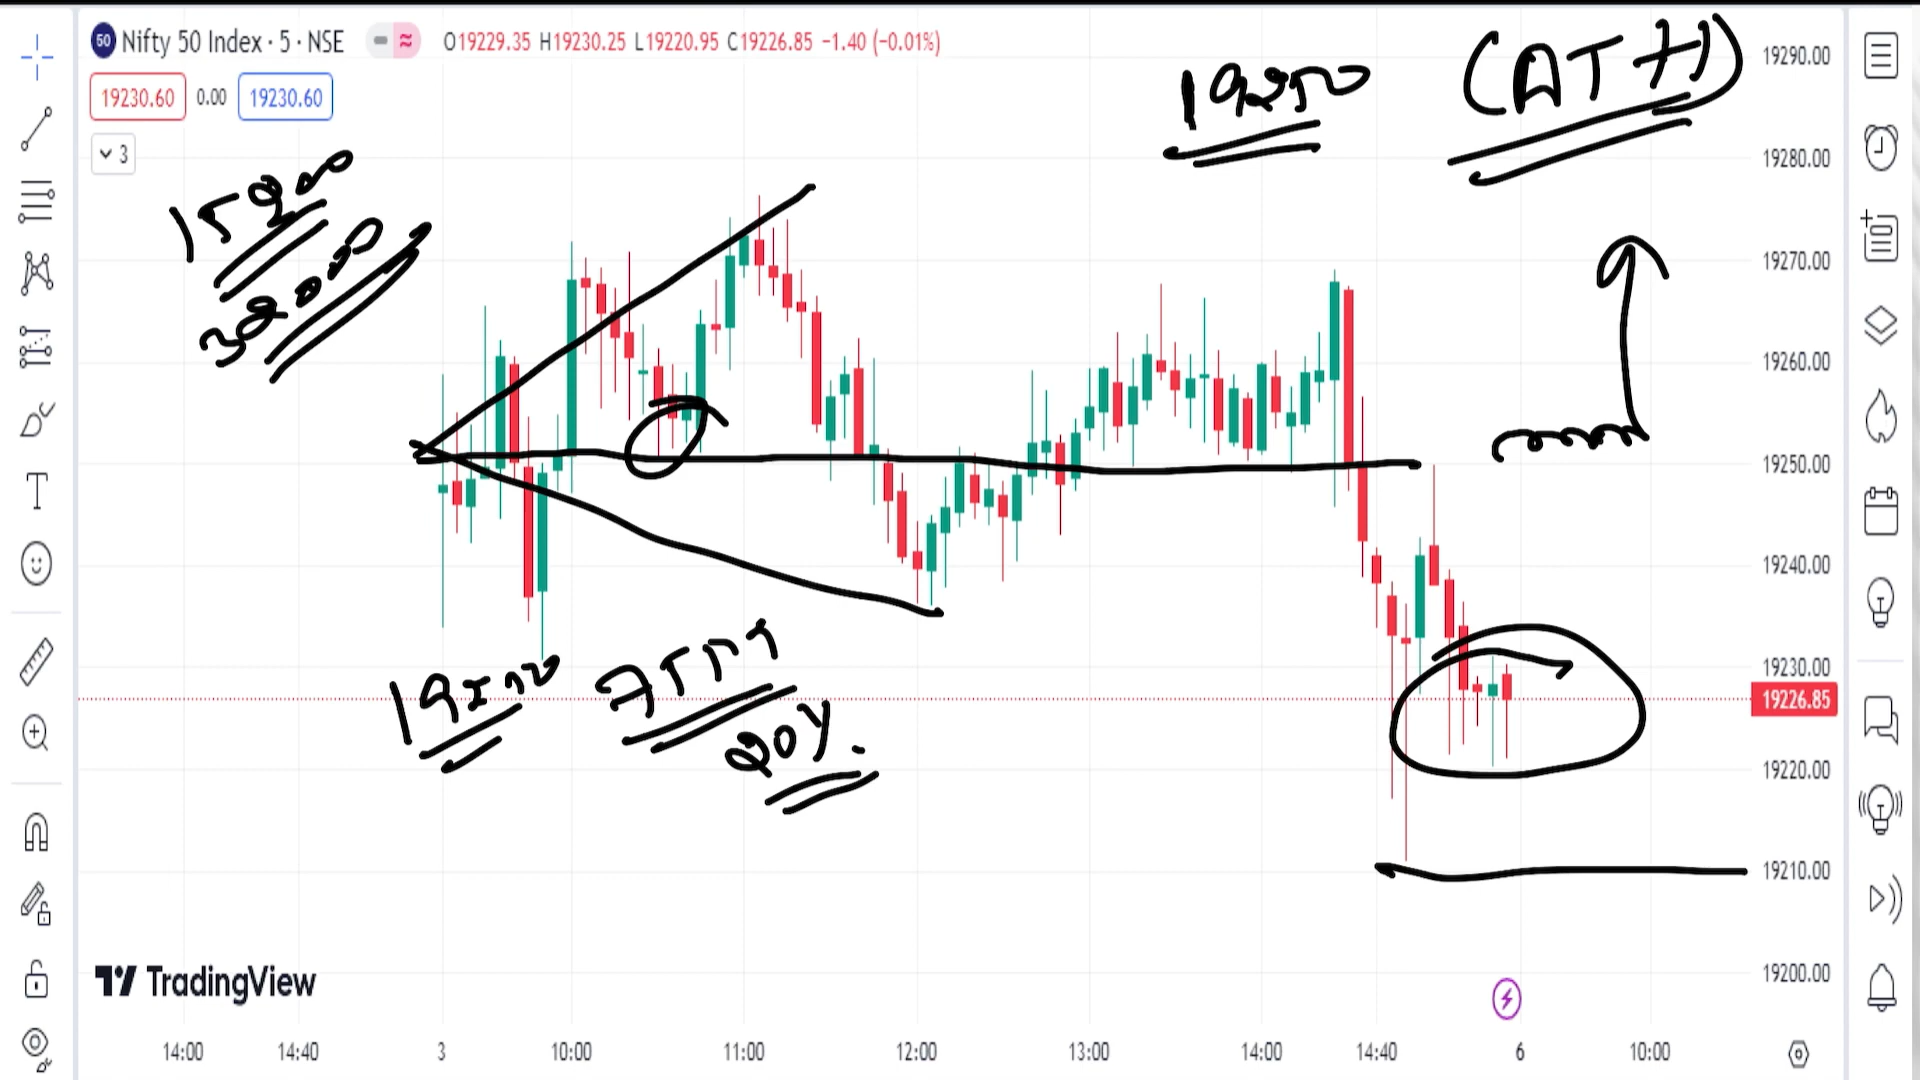 Nifty 50 Index · 5 · NSE O19229.35 H19230.25 L19220.95 C19226.85 −1.40 (−0.01%)
19230.60 0.00 19230.60
3
19250 (ATH)
15200
19290.00
19280.00
19270.00
19260.00
19250.00
19240.00
19230.00
19226.85
19220.00
19210.00
19200.00
20%.
TradingView
14:00 14:40 3 10:00 11:00 12:00 13:00 14:00 14:40 6 10:00